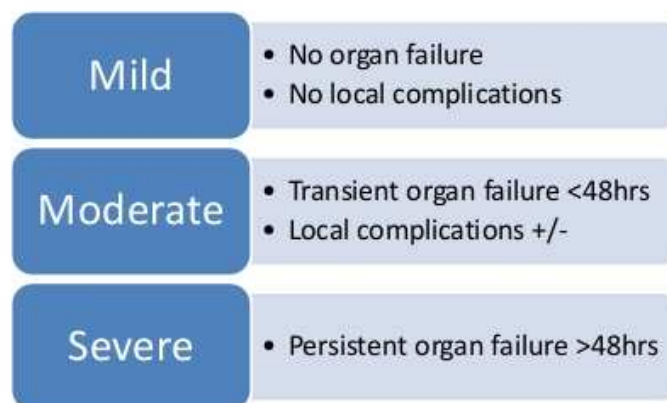 Mild
• No organ failure
• No local complications
Moderate
• Transient organ failure <48hrs
• Local complications +/-
Severe
• Persistent organ failure >48hrs